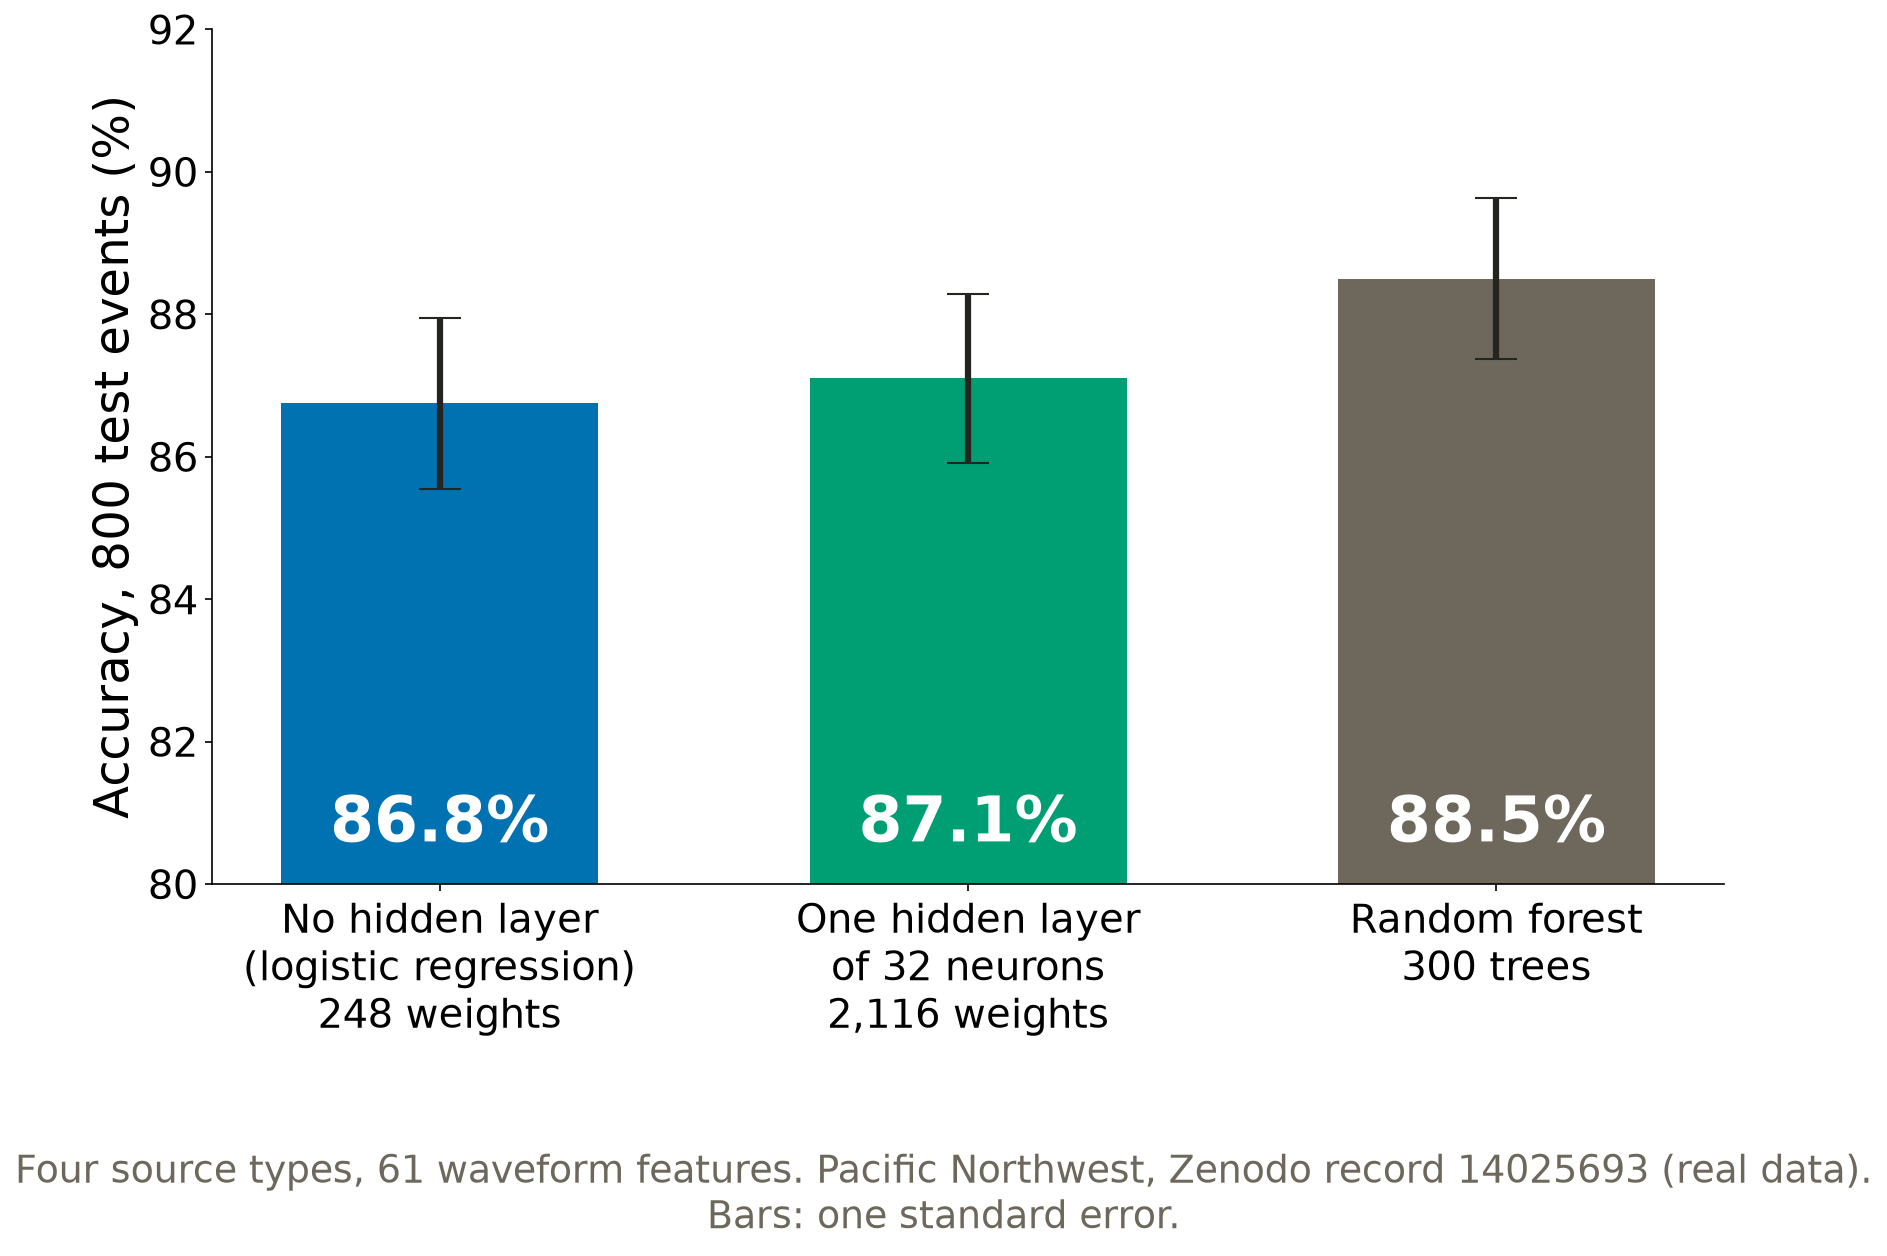 92
90
88
86
84
82
80
Accuracy, 800 test events (%)
86.8%
87.1%
88.5%
No hidden layer
(logistic regression)
248 weights
One hidden layer
of 32 neurons
2,116 weights
Random forest
300 trees
Four source types, 61 waveform features. Pacific Northwest, Zenodo record 14025693 (real data).
Bars: one standard error.